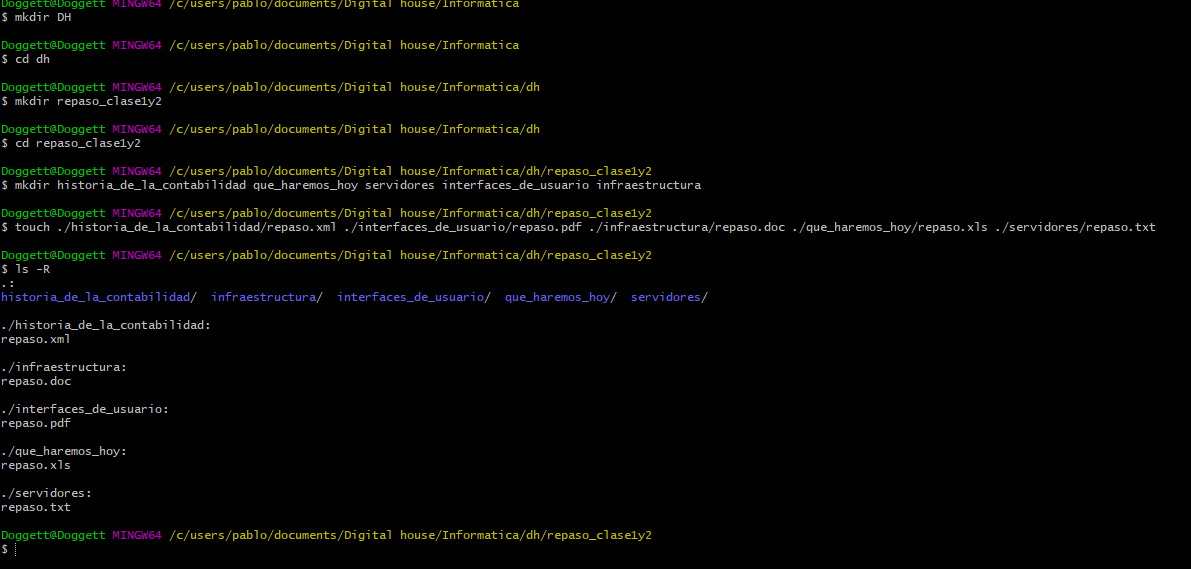 Doggett@Doggett MINGW64 /c/users/pablo/documents/Digital house/Informatica
$ mkdir DH
Doggett@Doggett MINGW64 /c/users/pablo/documents/Digital house/Informatica
$ cd dh
Doggett@Doggett MINGW64 /c/users/pablo/documents/Digital house/Informatica/dh
$ mkdir repaso_clase1y2
Doggett@Doggett MINGW64 /c/users/pablo/documents/Digital house/Informatica/dh
$ cd repaso_clase1y2
Doggett@Doggett MINGW64 /c/users/pablo/documents/Digital house/Informatica/dh/repaso_clase1y2
$ mkdir historia_de_la_contabilidad que_haremos_hoy servidores interfaces_de_usuario infraestructura
Doggett@Doggett MINGW64 /c/users/pablo/documents/Digital house/Informatica/dh/repaso_clase1y2
$ touch ./historia_de_la_contabilidad/repaso.xml ./interfaces_de_usuario/repaso.pdf ./infraestructura/repaso.doc ./que_haremos_hoy/repaso.xls ./servidores/repaso.txt
Doggett@Doggett MINGW64 /c/users/pablo/documents/Digital house/Informatica/dh/repaso_clase1y2
$ ls -R
.:
historia_de_la_contabilidad/  infraestructura/  interfaces_de_usuario/  que_haremos_hoy/  servidores/
./historia_de_la_contabilidad:
repaso.xml
./infraestructura:
repaso.doc
./interfaces_de_usuario:
repaso.pdf
./que_haremos_hoy:
repaso.xls
./servidores:
repaso.txt
Doggett@Doggett MINGW64 /c/users/pablo/documents/Digital house/Informatica/dh/repaso_clase1y2
$